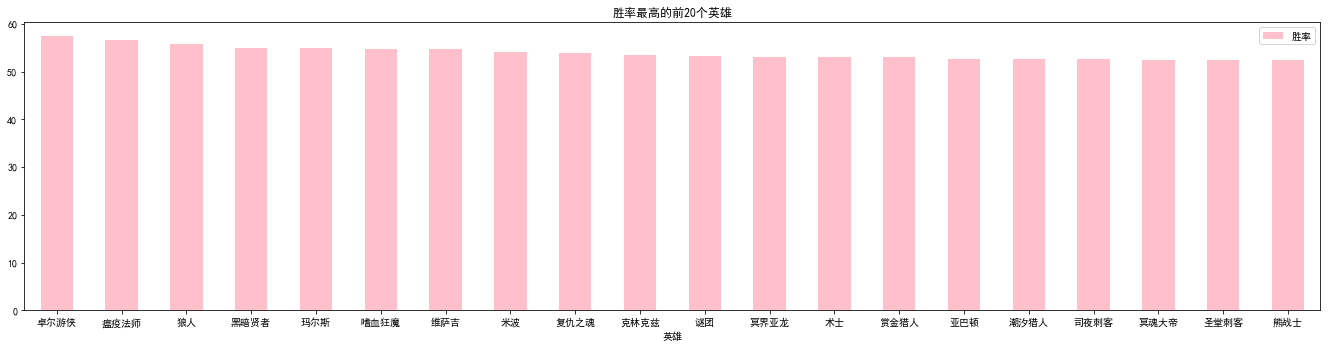 胜率最高的前20个英雄
胜率
60
50
40
30
20
10
0
卓尔游侠 瘟疫法师 狼人 黑暗贤者 玛尔斯 嗜血狂魔 维萨吉 米波 复仇之魂 克林克兹 谜团 冥界亚龙 术士 赏金猎人 亚巴顿 潮汐猎人 司夜刺客 冥魂大帝 圣堂刺客 熊战士
英雄